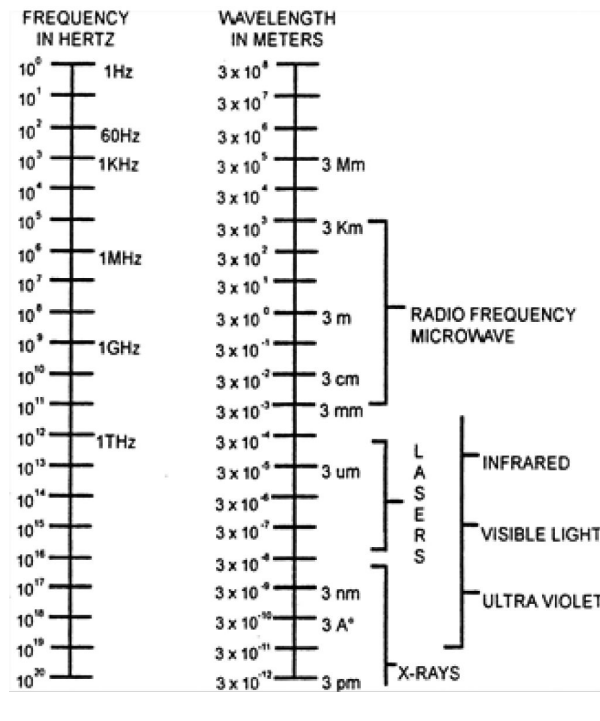 FREQUENCY
IN HERTZ
WAVELENGTH
IN METERS
10⁰ 1Hz
10¹
10² 60Hz
10³ 1KHz
10⁴
10⁵
10⁶ 1MHz
10⁷
10⁸
10⁹ 1GHz
10¹⁰
10¹¹
10¹² 1THz
10¹³
10¹⁴
10¹⁵
10¹⁶
10¹⁷
10¹⁸
10¹⁹
10²⁰
3 x 10⁸
3 x 10⁷
3 x 10⁶
3 x 10⁵ 3 Mm
3 x 10⁴
3 x 10³ 3 Km
3 x 10²
3 x 10¹
3 x 10⁰ 3 m
3 x 10⁻¹
3 x 10⁻² 3 cm
3 x 10⁻³ 3 mm
3 x 10⁻⁴
3 x 10⁻⁵ 3 um
3 x 10⁻⁶
3 x 10⁻⁷
3 x 10⁻⁸
3 x 10⁻⁹ 3 nm
3 x 10⁻¹⁰ 3 A°
3 x 10⁻¹¹
3 x 10⁻¹² 3 pm
RADIO FREQUENCY
MICROWAVE
LASERS
INFRARED
VISIBLE LIGHT
ULTRA VIOLET
X-RAYS